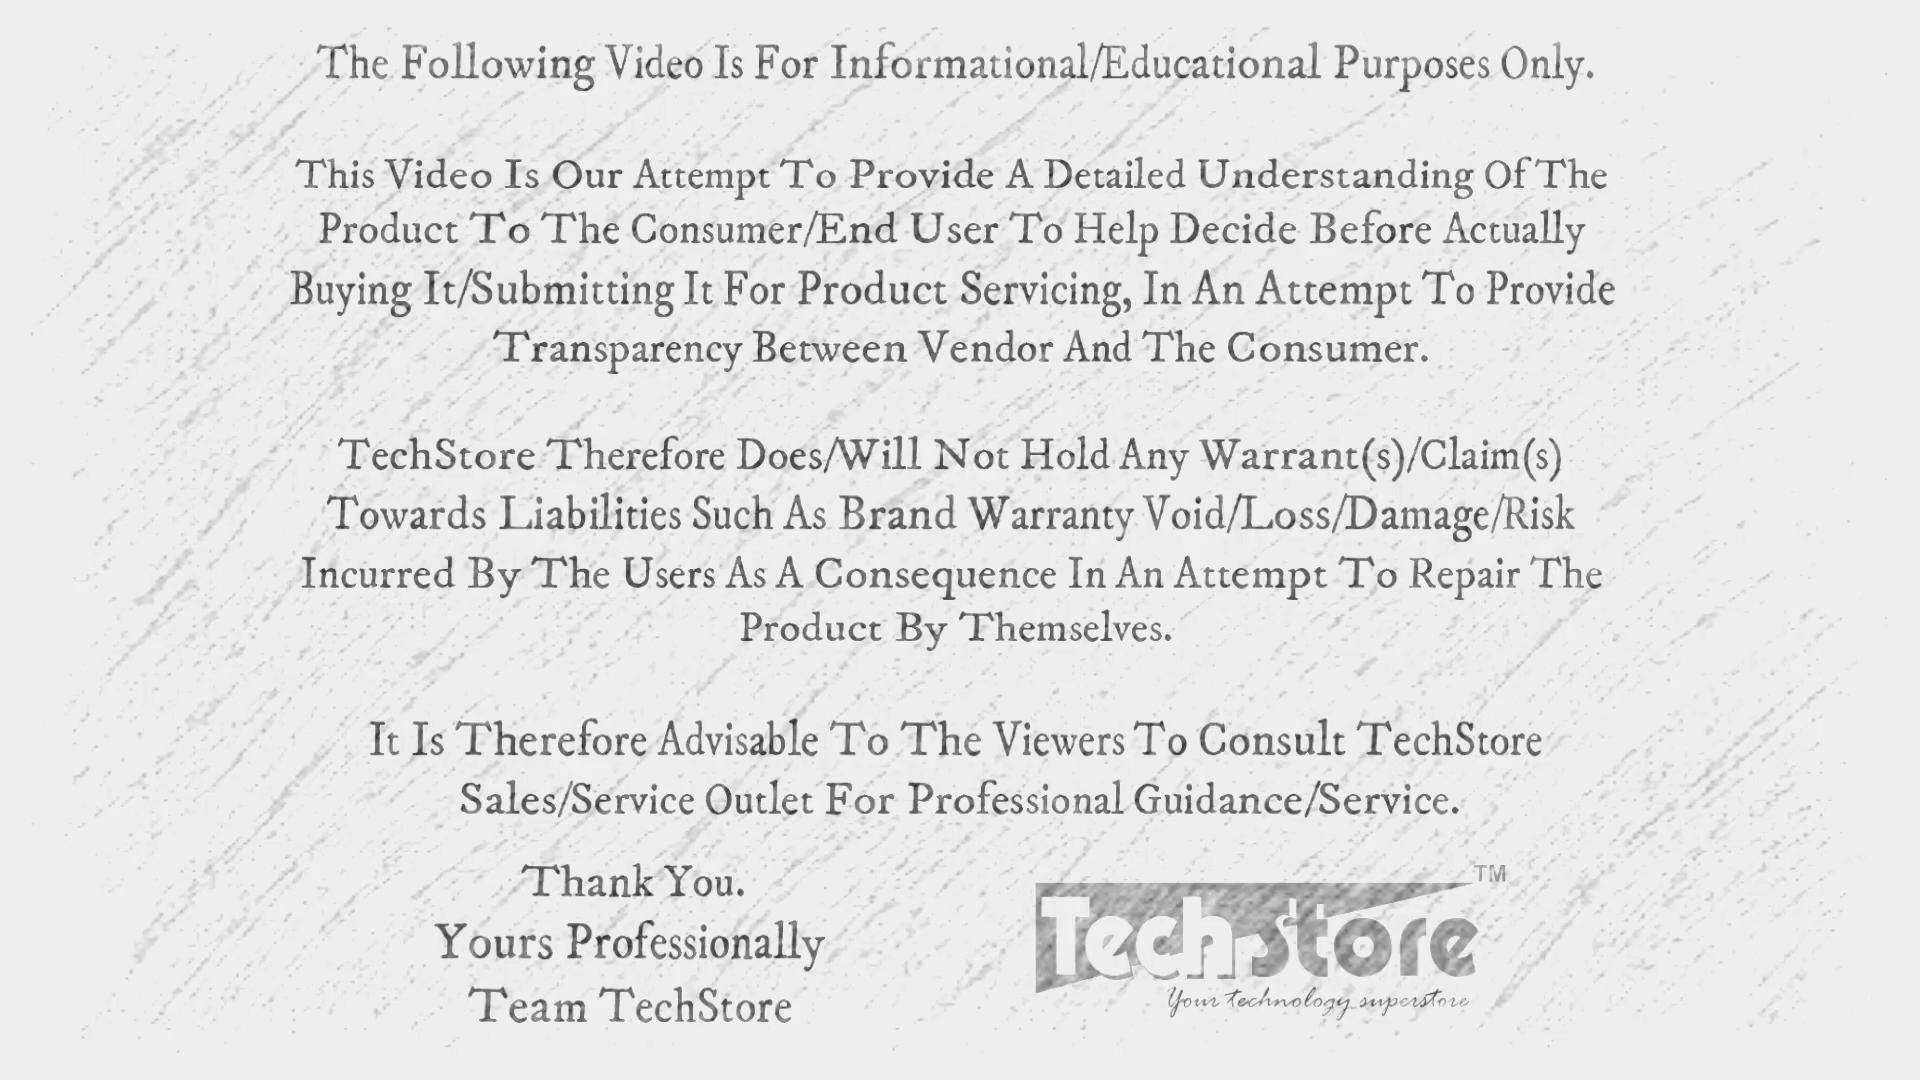 The Following Video Is For Informational/Educational Purposes Only.
This Video Is Our Attempt To Provide A Detailed Understanding Of The
Product To The Consumer/End User To Help Decide Before Actually
Buying It/Submitting It For Product Servicing, In An Attempt To Provide
Transparency Between Vendor And The Consumer.
TechStore Therefore Does/Will Not Hold Any Warrant(s)/Claim(s)
Towards Liabilities Such As Brand Warranty Void/Loss/Damage/Risk
Incurred By The Users As A Consequence In An Attempt To Repair The
Product By Themselves.
It Is Therefore Advisable To The Viewers To Consult TechStore
Sales/Service Outlet For Professional Guidance/Service.
Thank You.
Yours Professionally
Team TechStore
TechStore TM
Your technology superstore